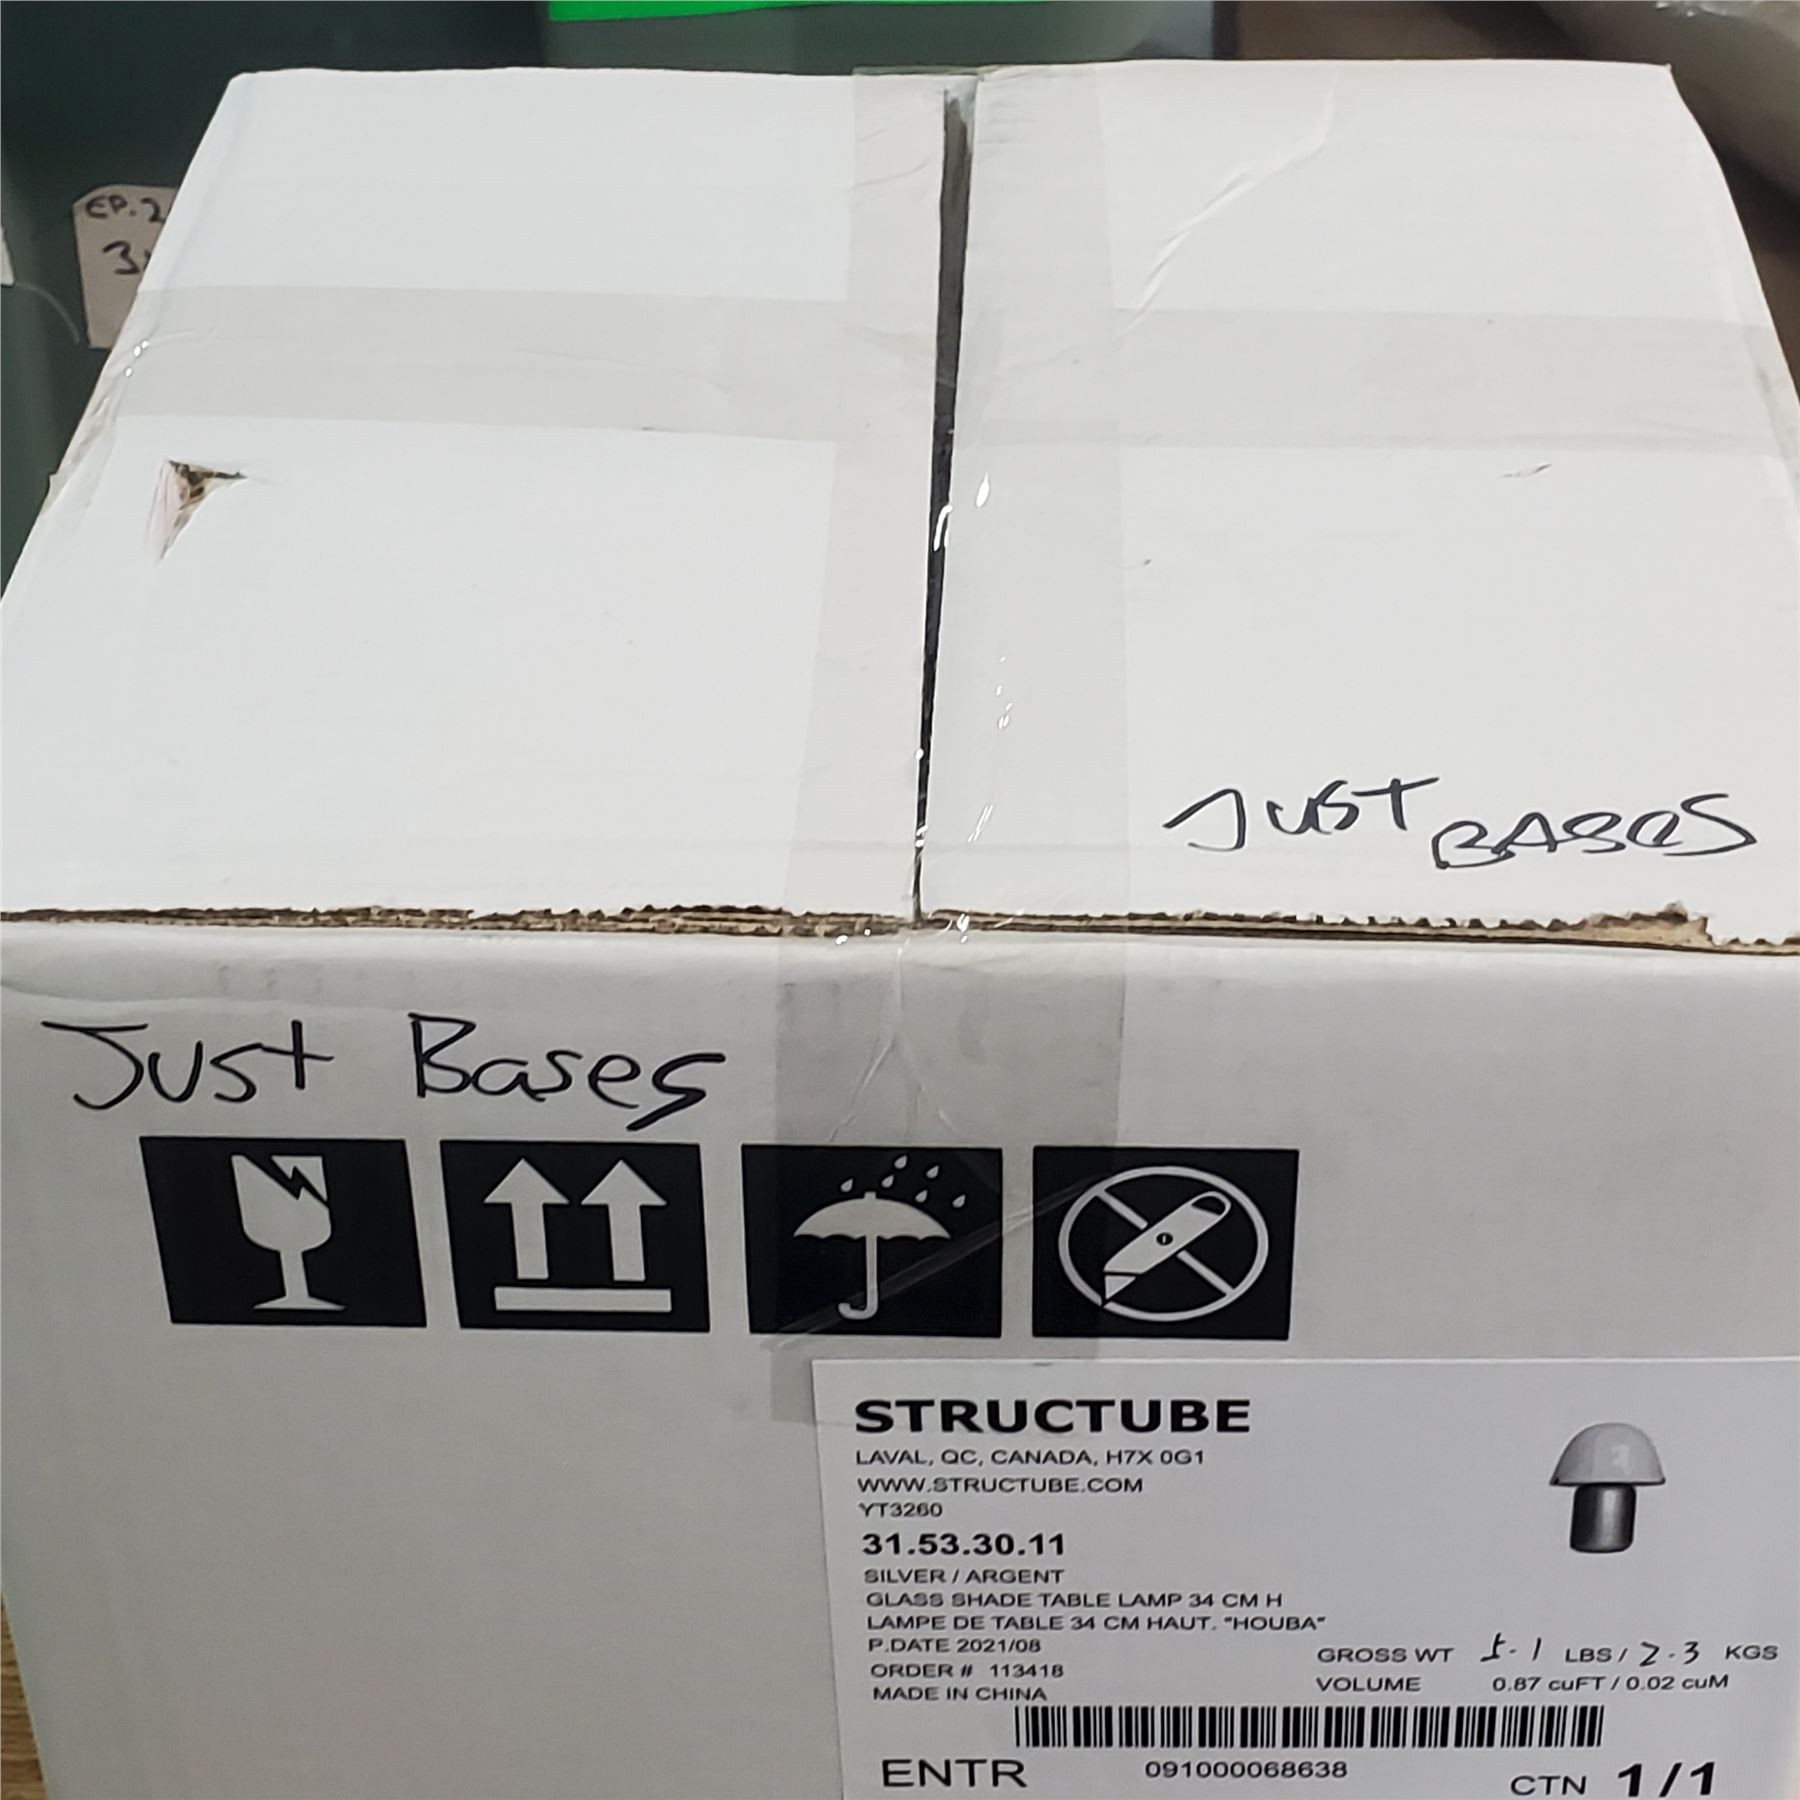 EP.2
JUST BASES
Just Bases
STRUCTUBE
LAVAL, QC, CANADA, H7X 0G1
WWW.STRUCTUBE.COM
YT3260
31.53.30.11
SILVER / ARGENT
GLASS SHADE TABLE LAMP 34 CM H
LAMPE DE TABLE 34 CM HAUT. "HOUBA"
P.DATE 2021/08
ORDER # 113418
MADE IN CHINA
GROSS WT 5.1 LBS / 2.3 KGS
VOLUME 0.87 cuFT / 0.02 cuM
ENTR
091000068638
CTN 1/1